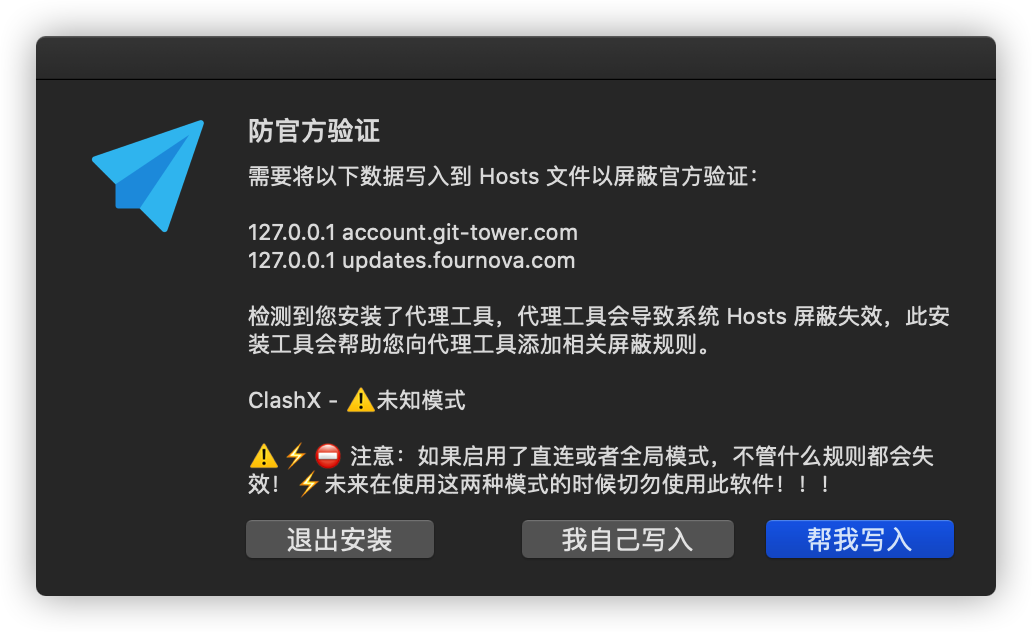 防官方验证
需要将以下数据写入到 Hosts 文件以屏蔽官方验证：
127.0.0.1 account.git-tower.com
127.0.0.1 updates.fournova.com
检测到您安装了代理工具，代理工具会导致系统 Hosts 屏蔽失效，此安
装工具会帮助您向代理工具添加相关屏蔽规则。
ClashX - ⚠️未知模式
⚠️⚡⛔ 注意：如果启用了直连或者全局模式，不管什么规则都会失
效！⚡未来在使用这两种模式的时候切勿使用此软件！！！
退出安装 我自己写入 帮我写入